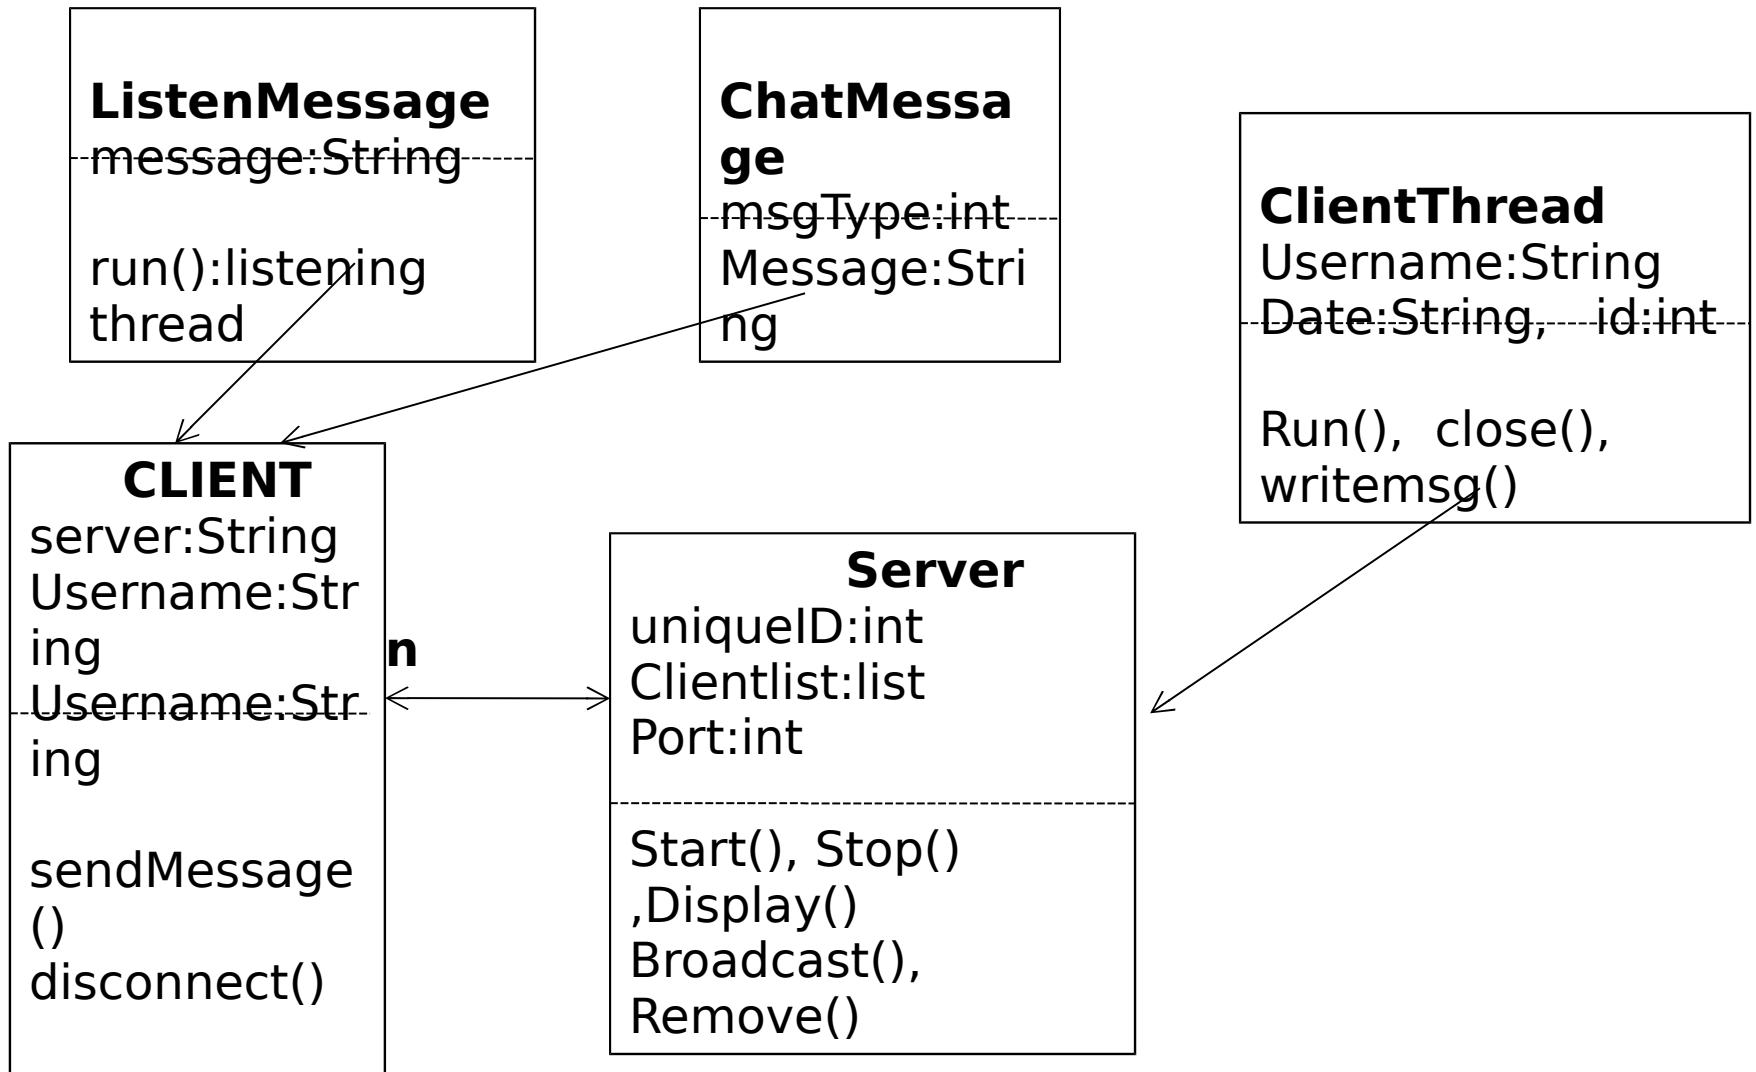 ListenMessage
message:String
run():listening
thread
ChatMessa
ge
msgType:int
Message:Stri
ng
ClientThread
Username:String
Date:String, id:int
Run(), close(),
writemsg()
CLIENT
server:String
Username:Str
ing
Username:Str
ing
sendMessage
()
disconnect()
n
Server
uniqueID:int
Clientlist:list
Port:int
Start(), Stop()
,Display()
Broadcast(),
Remove()